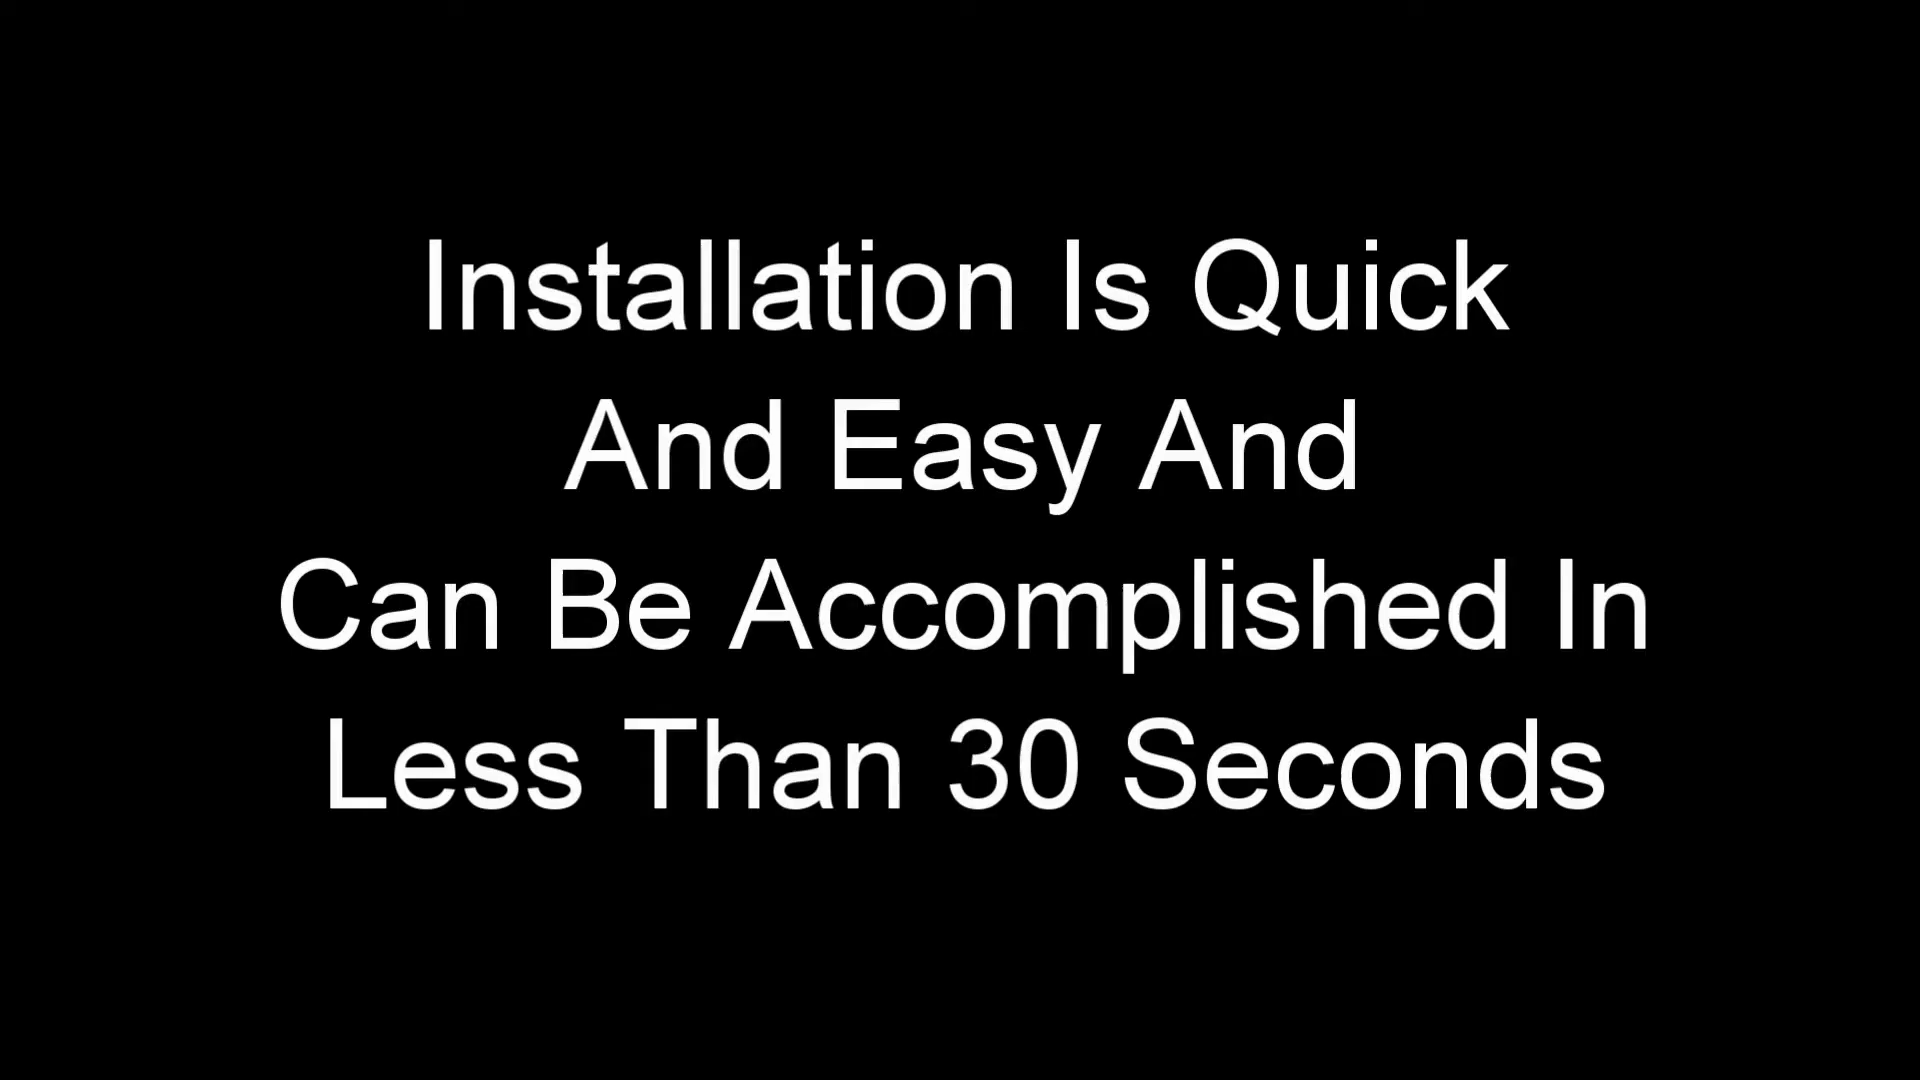 Installation Is Quick
And Easy And
Can Be Accomplished In
Less Than 30 Seconds